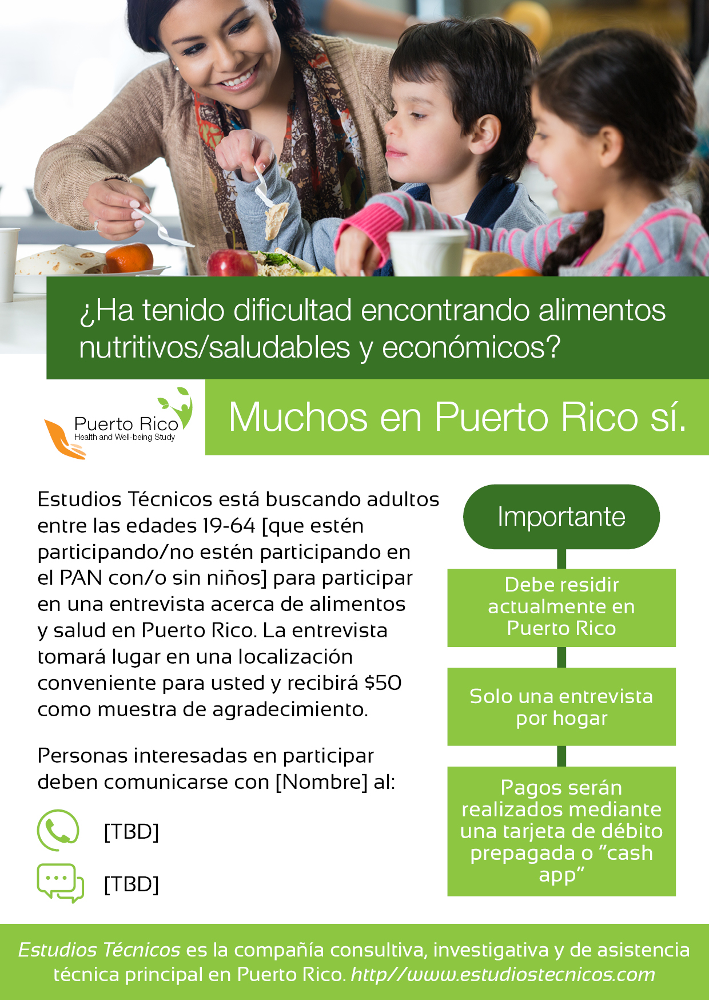 ¿Ha tenido dificultad encontrando alimentos
nutritivos/saludables y económicos?
Puerto Rico
Health and Well-being Study
Muchos en Puerto Rico sí.
Estudios Técnicos está buscando adultos
entre las edades 19-64 [que estén
participando/no estén participando en
el PAN con/o sin niños] para participar
en una entrevista acerca de alimentos
y salud en Puerto Rico. La entrevista
tomará lugar en una localización
conveniente para usted y recibirá $50
como muestra de agradecimiento.
Personas interesadas en participar
deben comunicarse con [Nombre] al:
[TBD]
[TBD]
Importante
Debe residir
actualmente en
Puerto Rico
Solo una entrevista
por hogar
Pagos serán
realizados mediante
una tarjeta de débito
prepagada o “cash
app”
Estudios Técnicos es la compañía consultiva, investigativa y de asistencia
técnica principal en Puerto Rico. http//www.estudiostecnicos.com